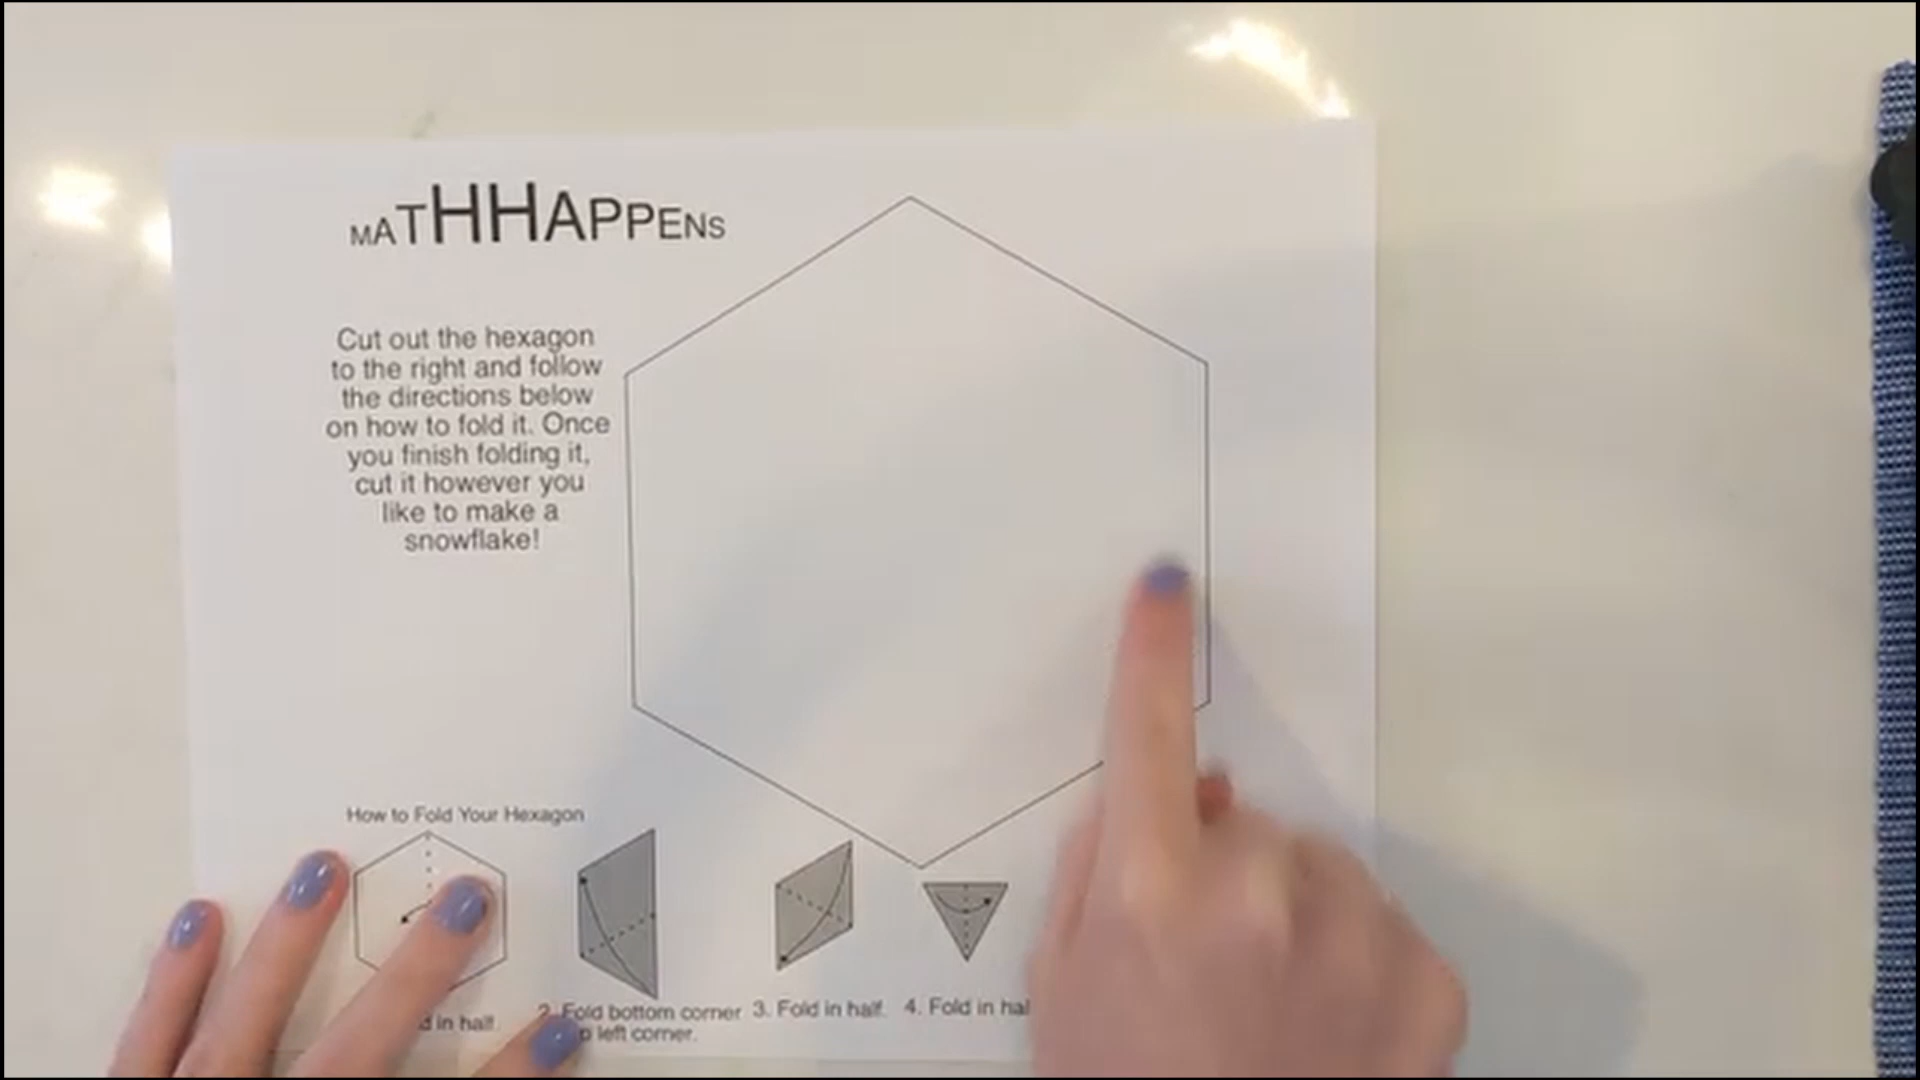 MATHHAPPENS
Cut out the hexagon
to the right and follow
the directions below
on how to fold it. Once
you finish folding it,
cut it however you
like to make a
snowflake!
How to Fold Your Hexagon
in half.
2. Fold bottom corner
left corner.
3. Fold in half.
4. Fold in